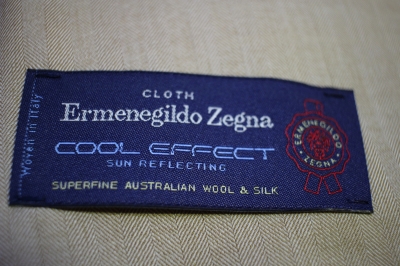 CLOTH
Ermenegildo Zegna
COOL EFFECT
SUN REFLECTING
SUPERFINE AUSTRALIAN WOOL & SILK
Woven in Italy
ERMENEGILDO
ZEGNA